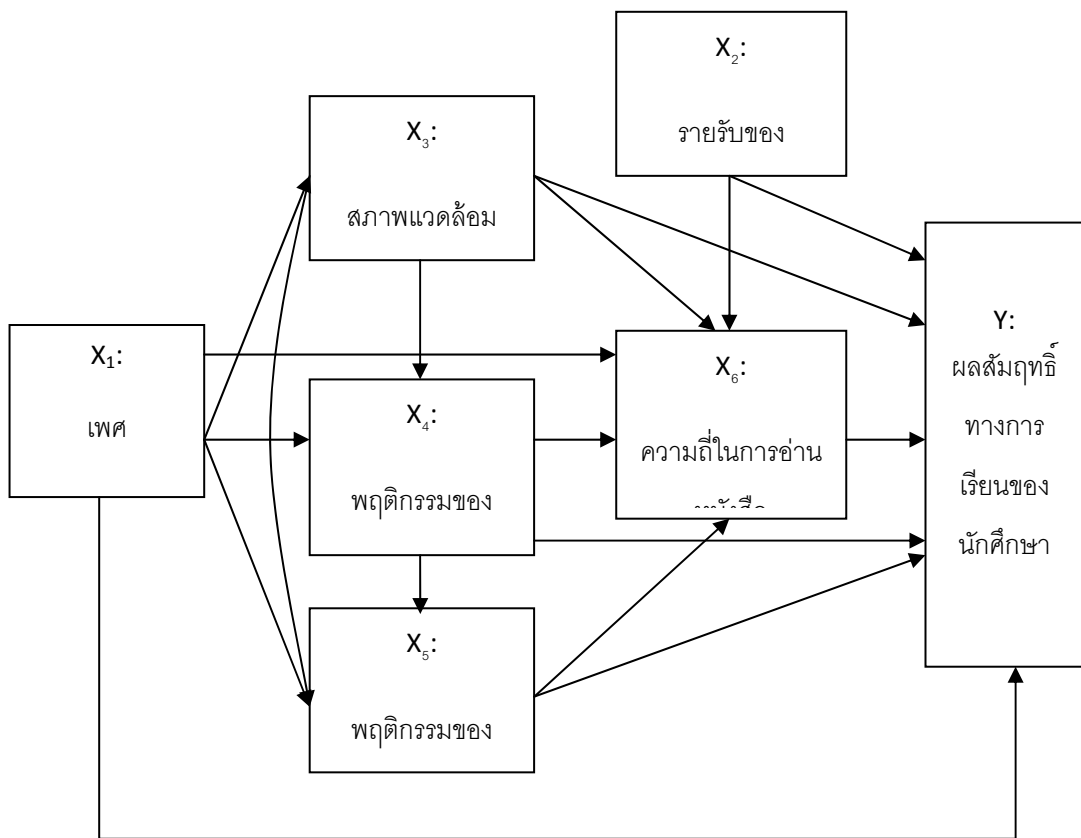 X₂:
รายรับของ
X₃:
สภาพแวดล้อม
X₁:
เพศ
X₄:
พฤติกรรมของ
X₅:
พฤติกรรมของ
X₆:
ความถี่ในการอ่าน
Y:
ผลสัมฤทธิ์
ทางการ
เรียนของ
นักศึกษา